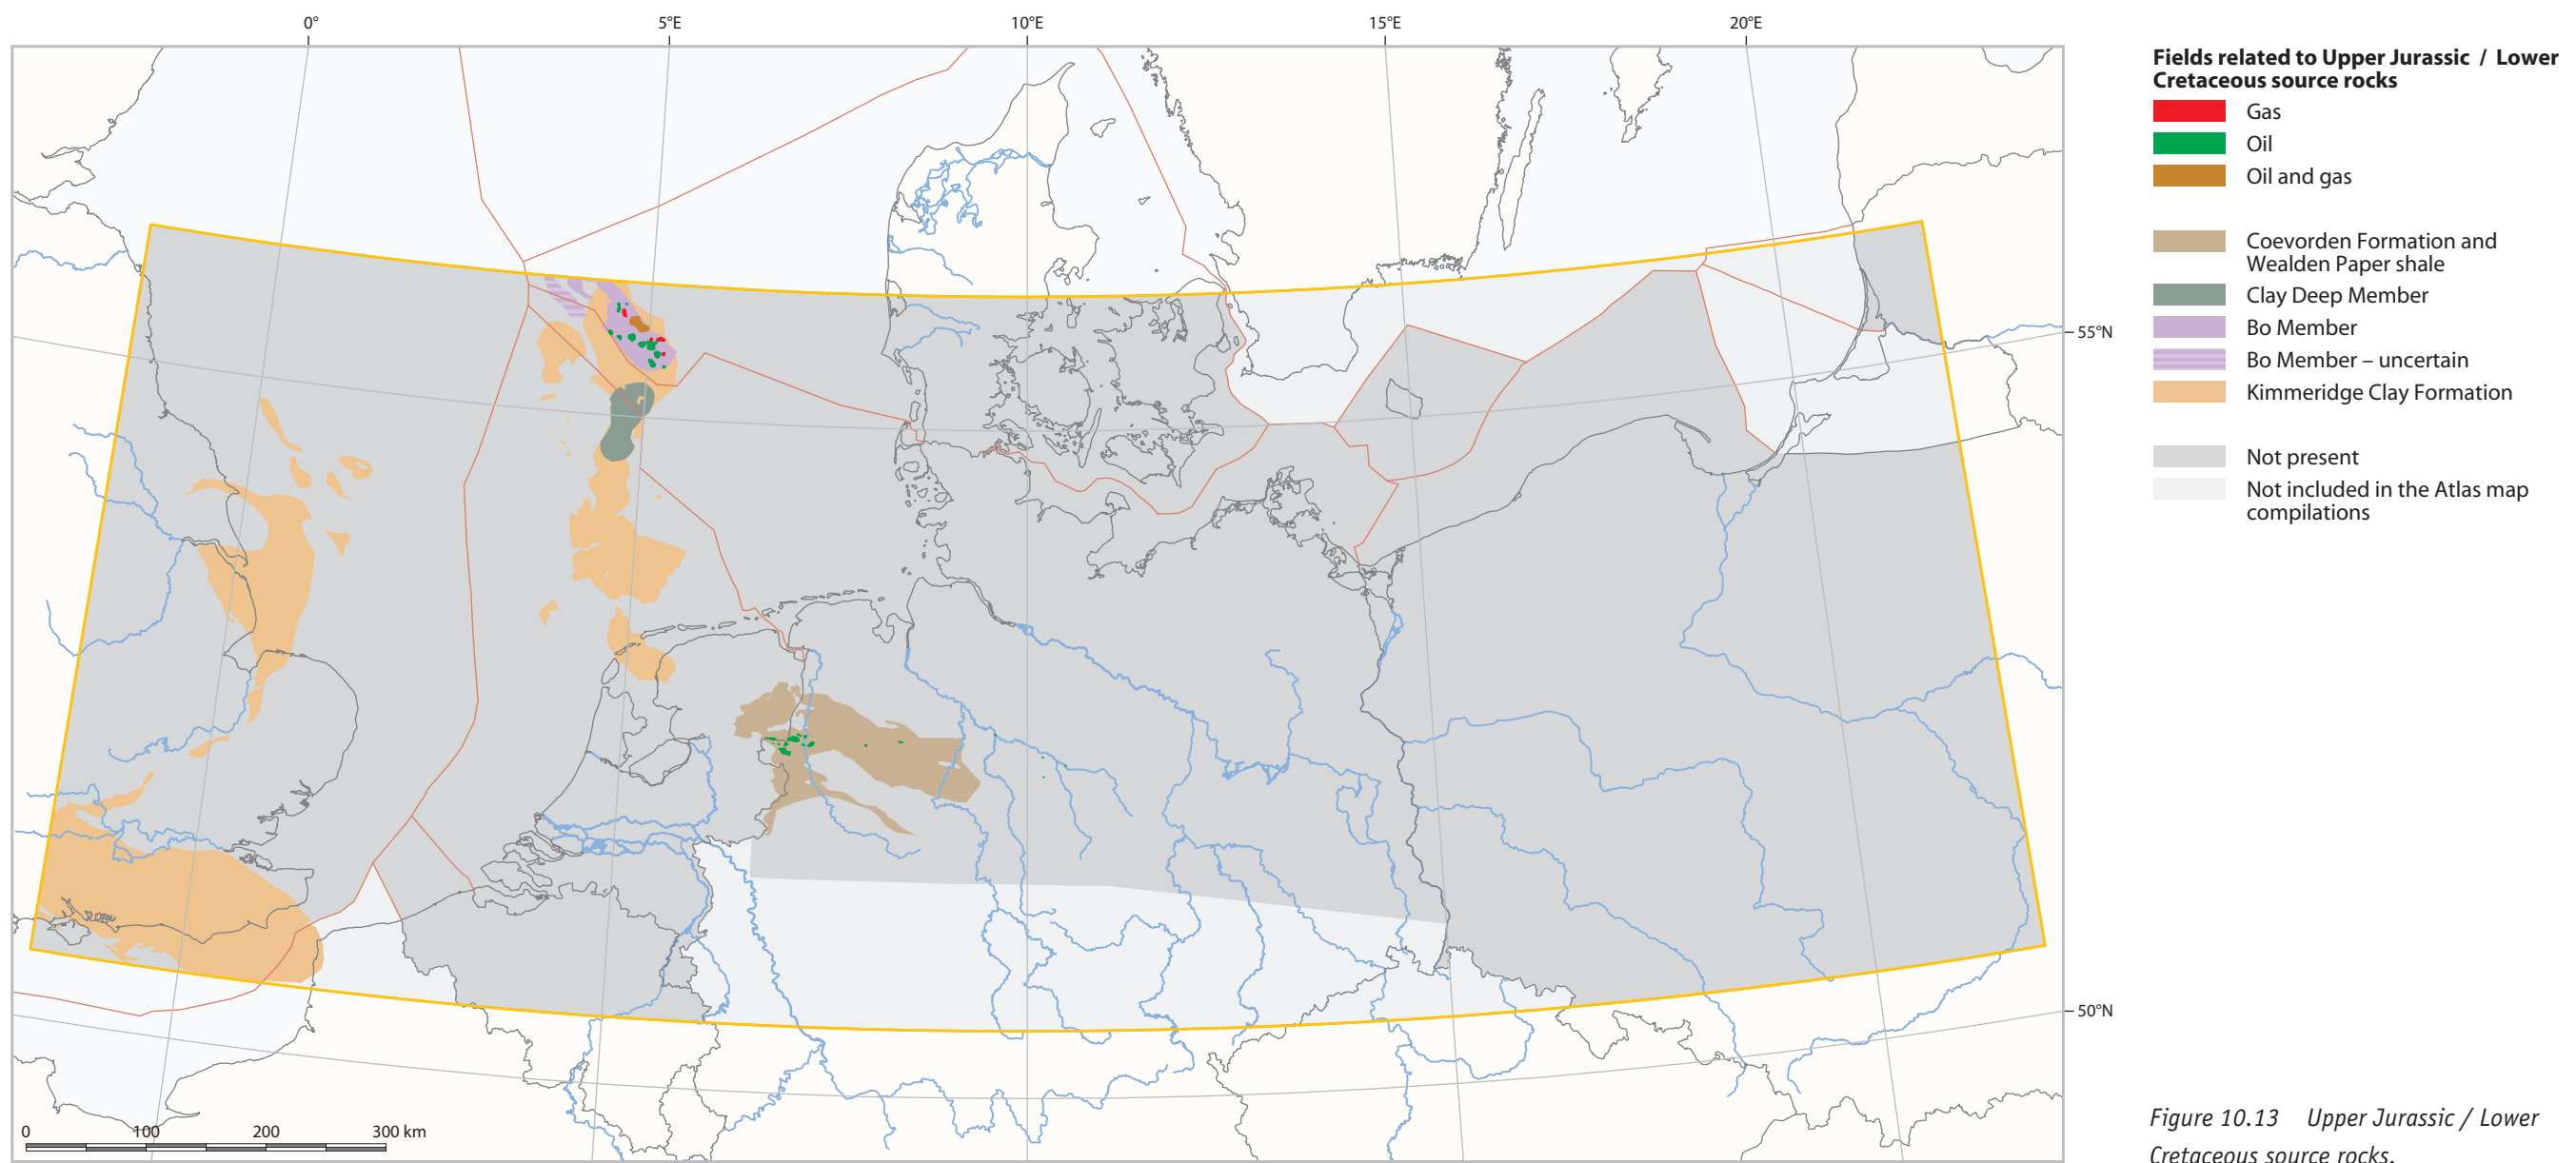 0°
5°E
10°E
15°E
20°E
55°N
50°N
0 100 200 300 km
Fields related to Upper Jurassic / Lower
Cretaceous source rocks
Gas
Oil
Oil and gas
Coevorden Formation and
Wealden Paper shale
Clay Deep Member
Bo Member
Bo Member – uncertain
Kimmeridge Clay Formation
Not present
Not included in the Atlas map
compilations
Figure 10.13 Upper Jurassic / Lower
Cretaceous source rocks.